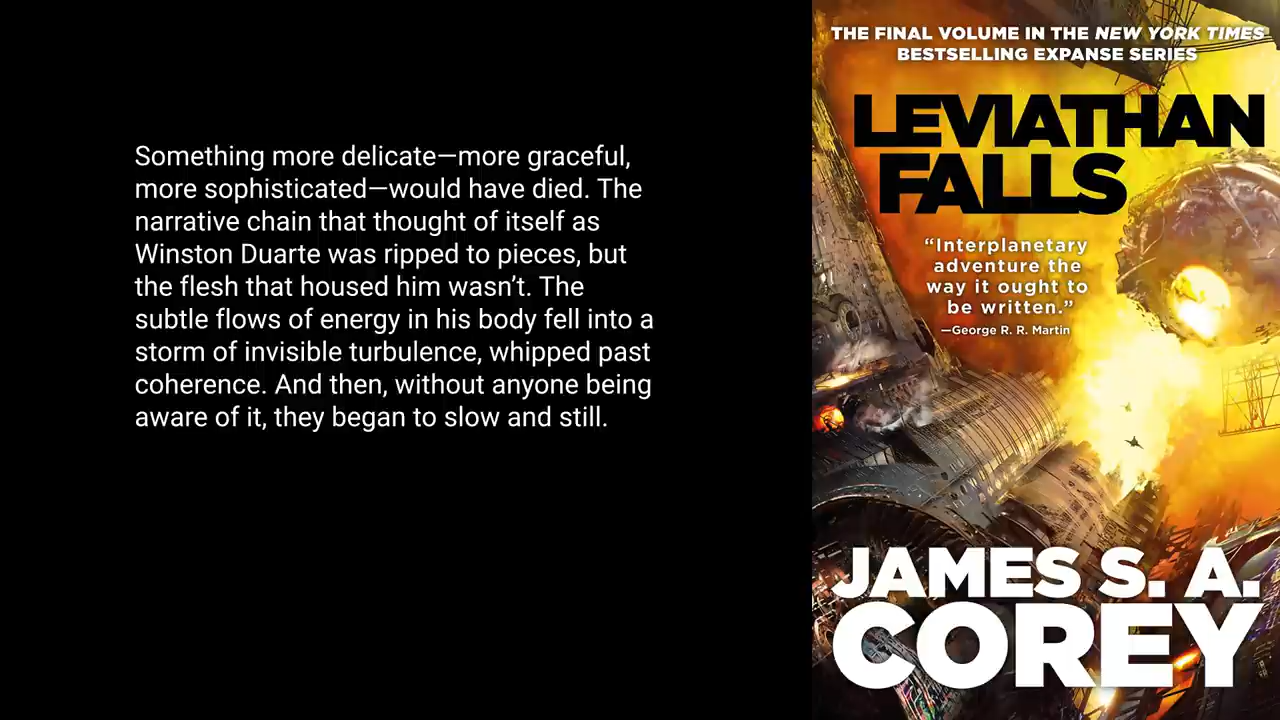 Something more delicate—more graceful,
more sophisticated—would have died. The
narrative chain that thought of itself as
Winston Duarte was ripped to pieces, but
the flesh that housed him wasn’t. The
subtle flows of energy in his body fell into a
storm of invisible turbulence, whipped past
coherence. And then, without anyone being
aware of it, they began to slow and still.
THE FINAL VOLUME IN THE NEW YORK TIMES
BESTSELLING EXPANSE SERIES
LEVIATHAN
FALLS
“Interplanetary
adventure the
way it ought to
be written.”
—George R. R. Martin
JAMES S. A.
COREY